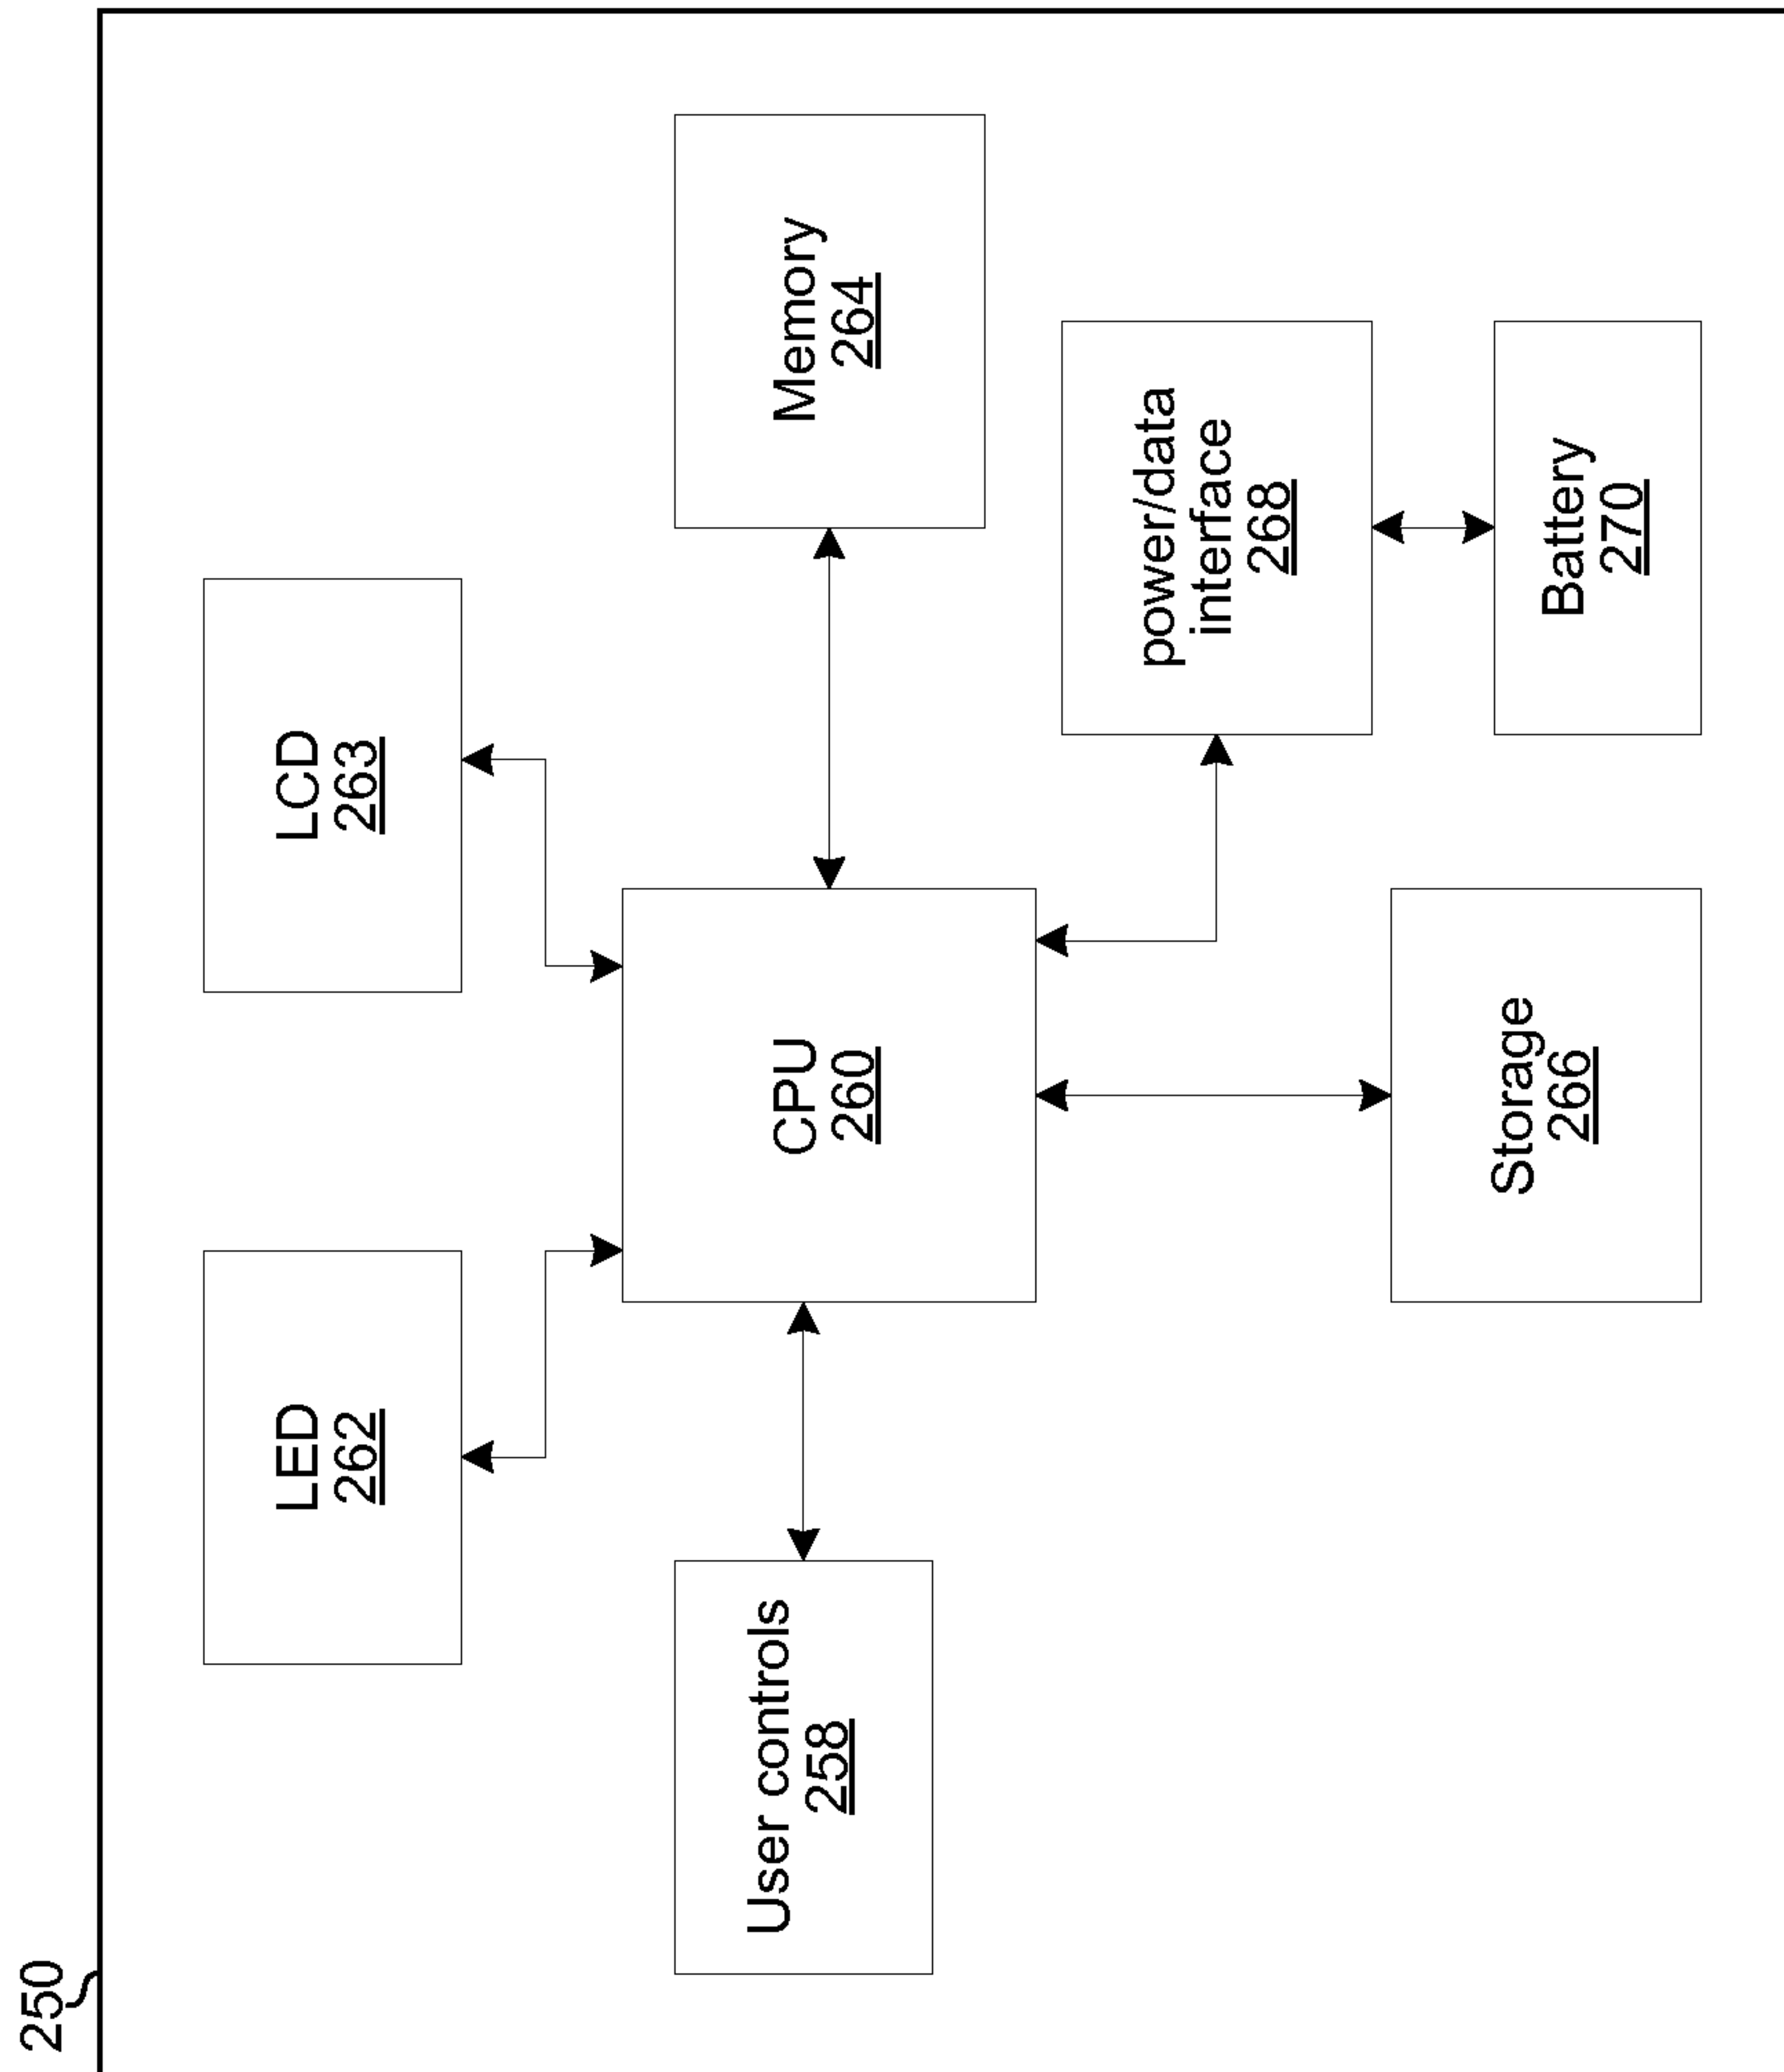 250
LED
262
LCD
263
User controls
258
CPU
260
Memory
264
power/data
interface
268
Storage
266
Battery
270